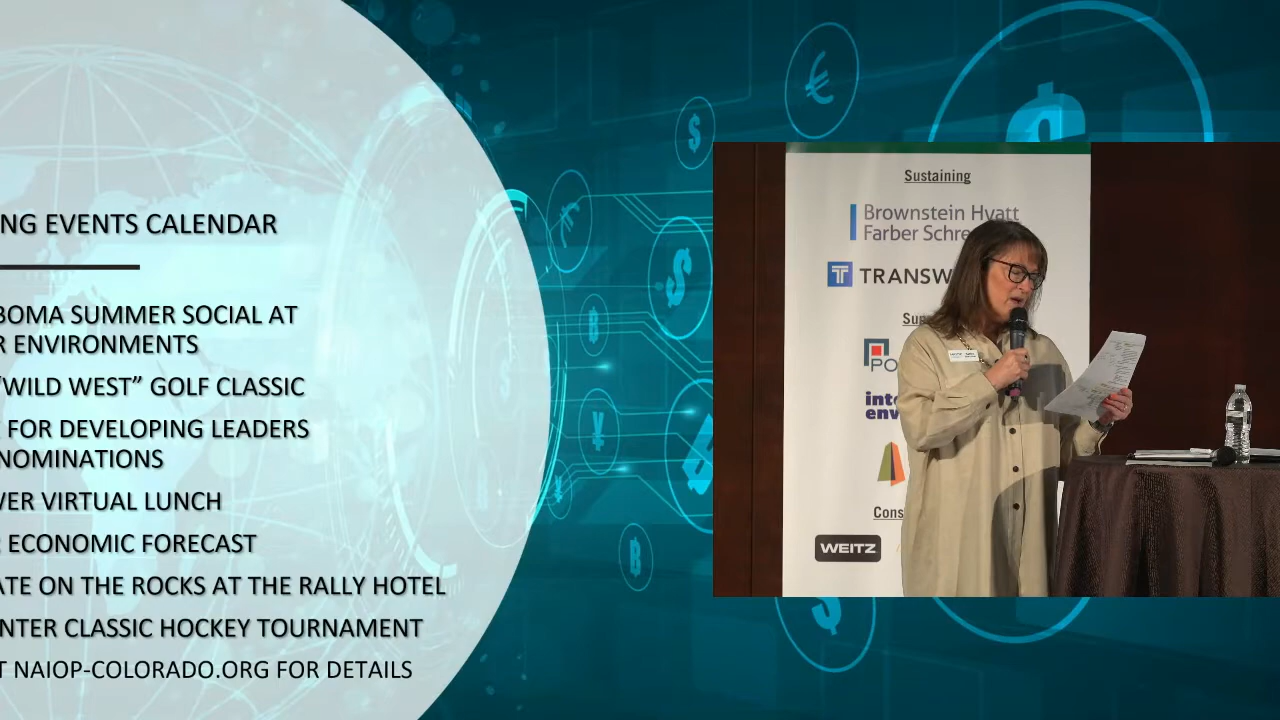 NG EVENTS CALENDAR
BOMA SUMMER SOCIAL AT
R ENVIRONMENTS
"WILD WEST" GOLF CLASSIC
FOR DEVELOPING LEADERS
NOMINATIONS
VER VIRTUAL LUNCH
ECONOMIC FORECAST
ATE ON THE ROCKS AT THE RALLY HOTEL
NTER CLASSIC HOCKEY TOURNAMENT
T NAIOP-COLORADO.ORG FOR DETAILS
Sustaining
Brownstein Hyatt
Farber Schre
TRANSW
Sup
PO
inte
env
Cons
WEITZ